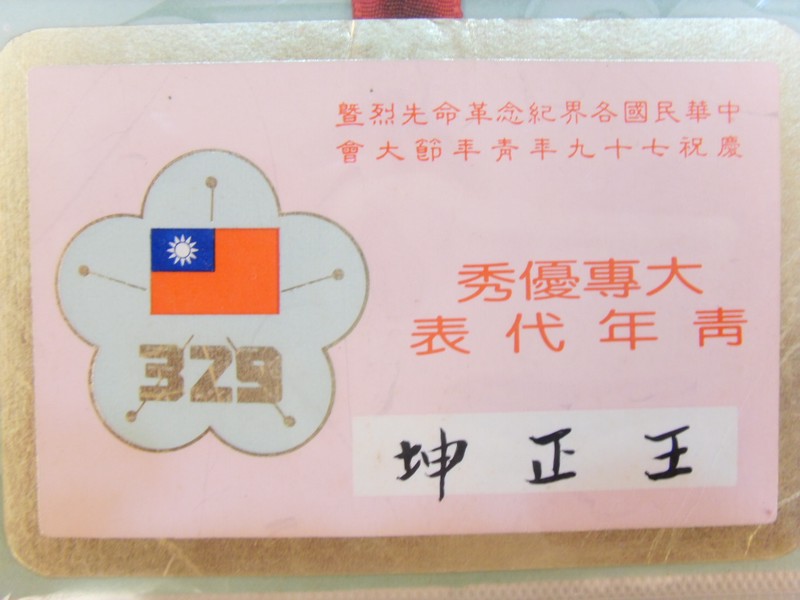 中華民國各界紀念革命先烈暨
慶祝七十九年青年節大會
大專優秀
青年代表
329
王正坤